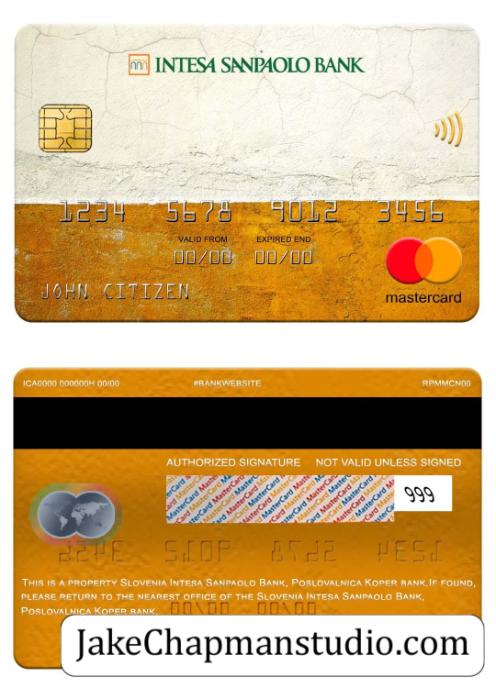 INTESA SANPAOLO BANK
1234 5678 9012 3456
VALID FROM EXPIRED END
00/00 00/00
JOHN CITIZEN
mastercard
ICA0000 000000H 00/00 #BANKWEBSITE RPMMCN00
AUTHORIZED SIGNATURE NOT VALID UNLESS SIGNED
MasterCard MasterCard MasterCard
999
THIS IS A PROPERTY SLOVENIA INTESA SANPAOLO BANK, POSLOVALNICA KOPER BANK.IF FOUND,
PLEASE RETURN TO THE NEAREST OFFICE OF THE SLOVENIA INTESA SANPAOLO BANK,
POSLOVALNICA KOPER BANK.
JakeChapmanstudio.com